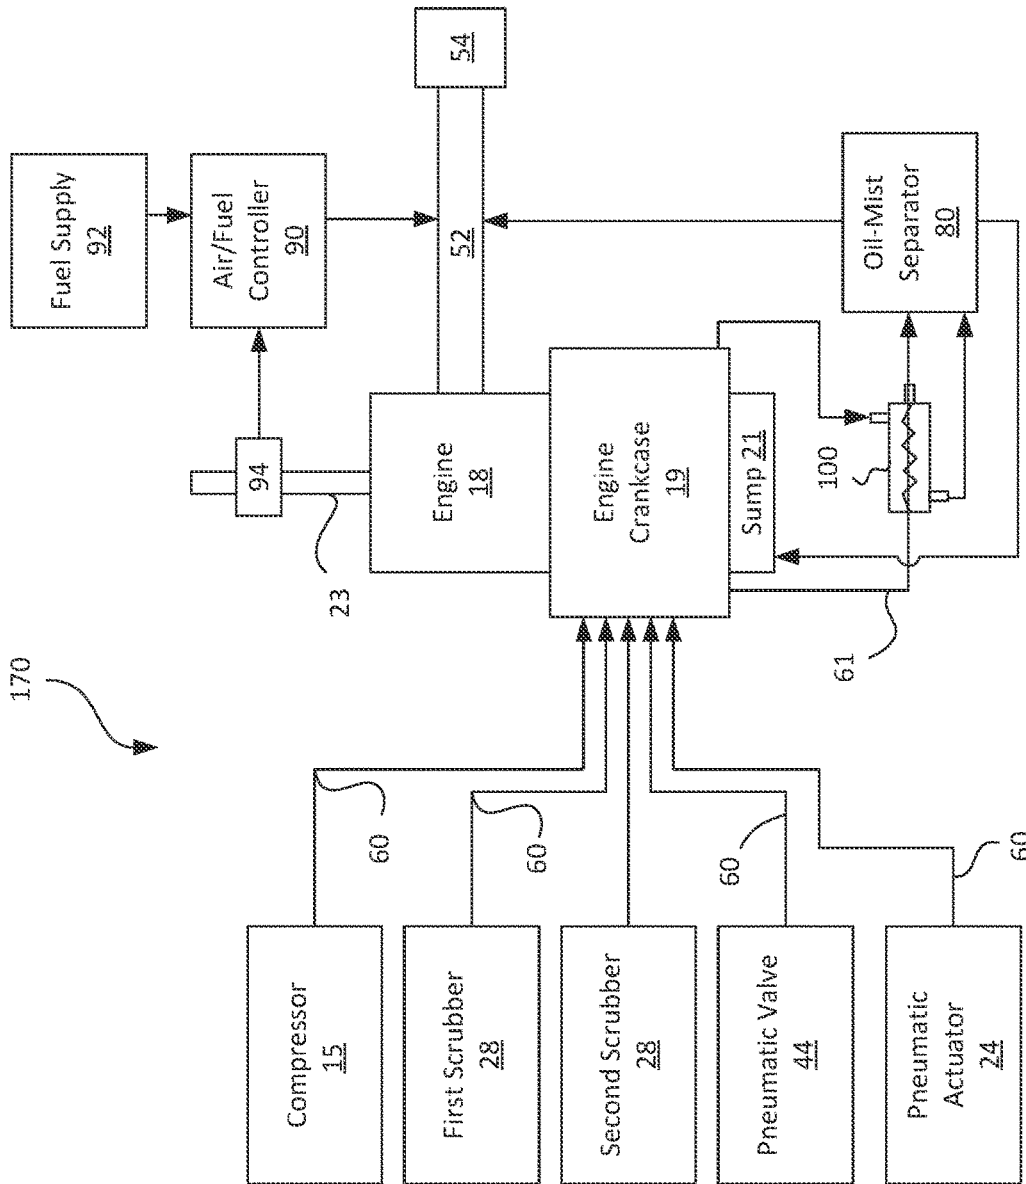 170
Fuel Supply
92
Air/Fuel
Controller
90
94
23
54
52
Engine
18
Engine
Crankcase
19
Sump 21
Oil-Mist
Separator
80
100
61
60
60
60
60
Compressor
15
First Scrubber
28
Second Scrubber
28
Pneumatic Valve
44
Pneumatic
Actuator
24